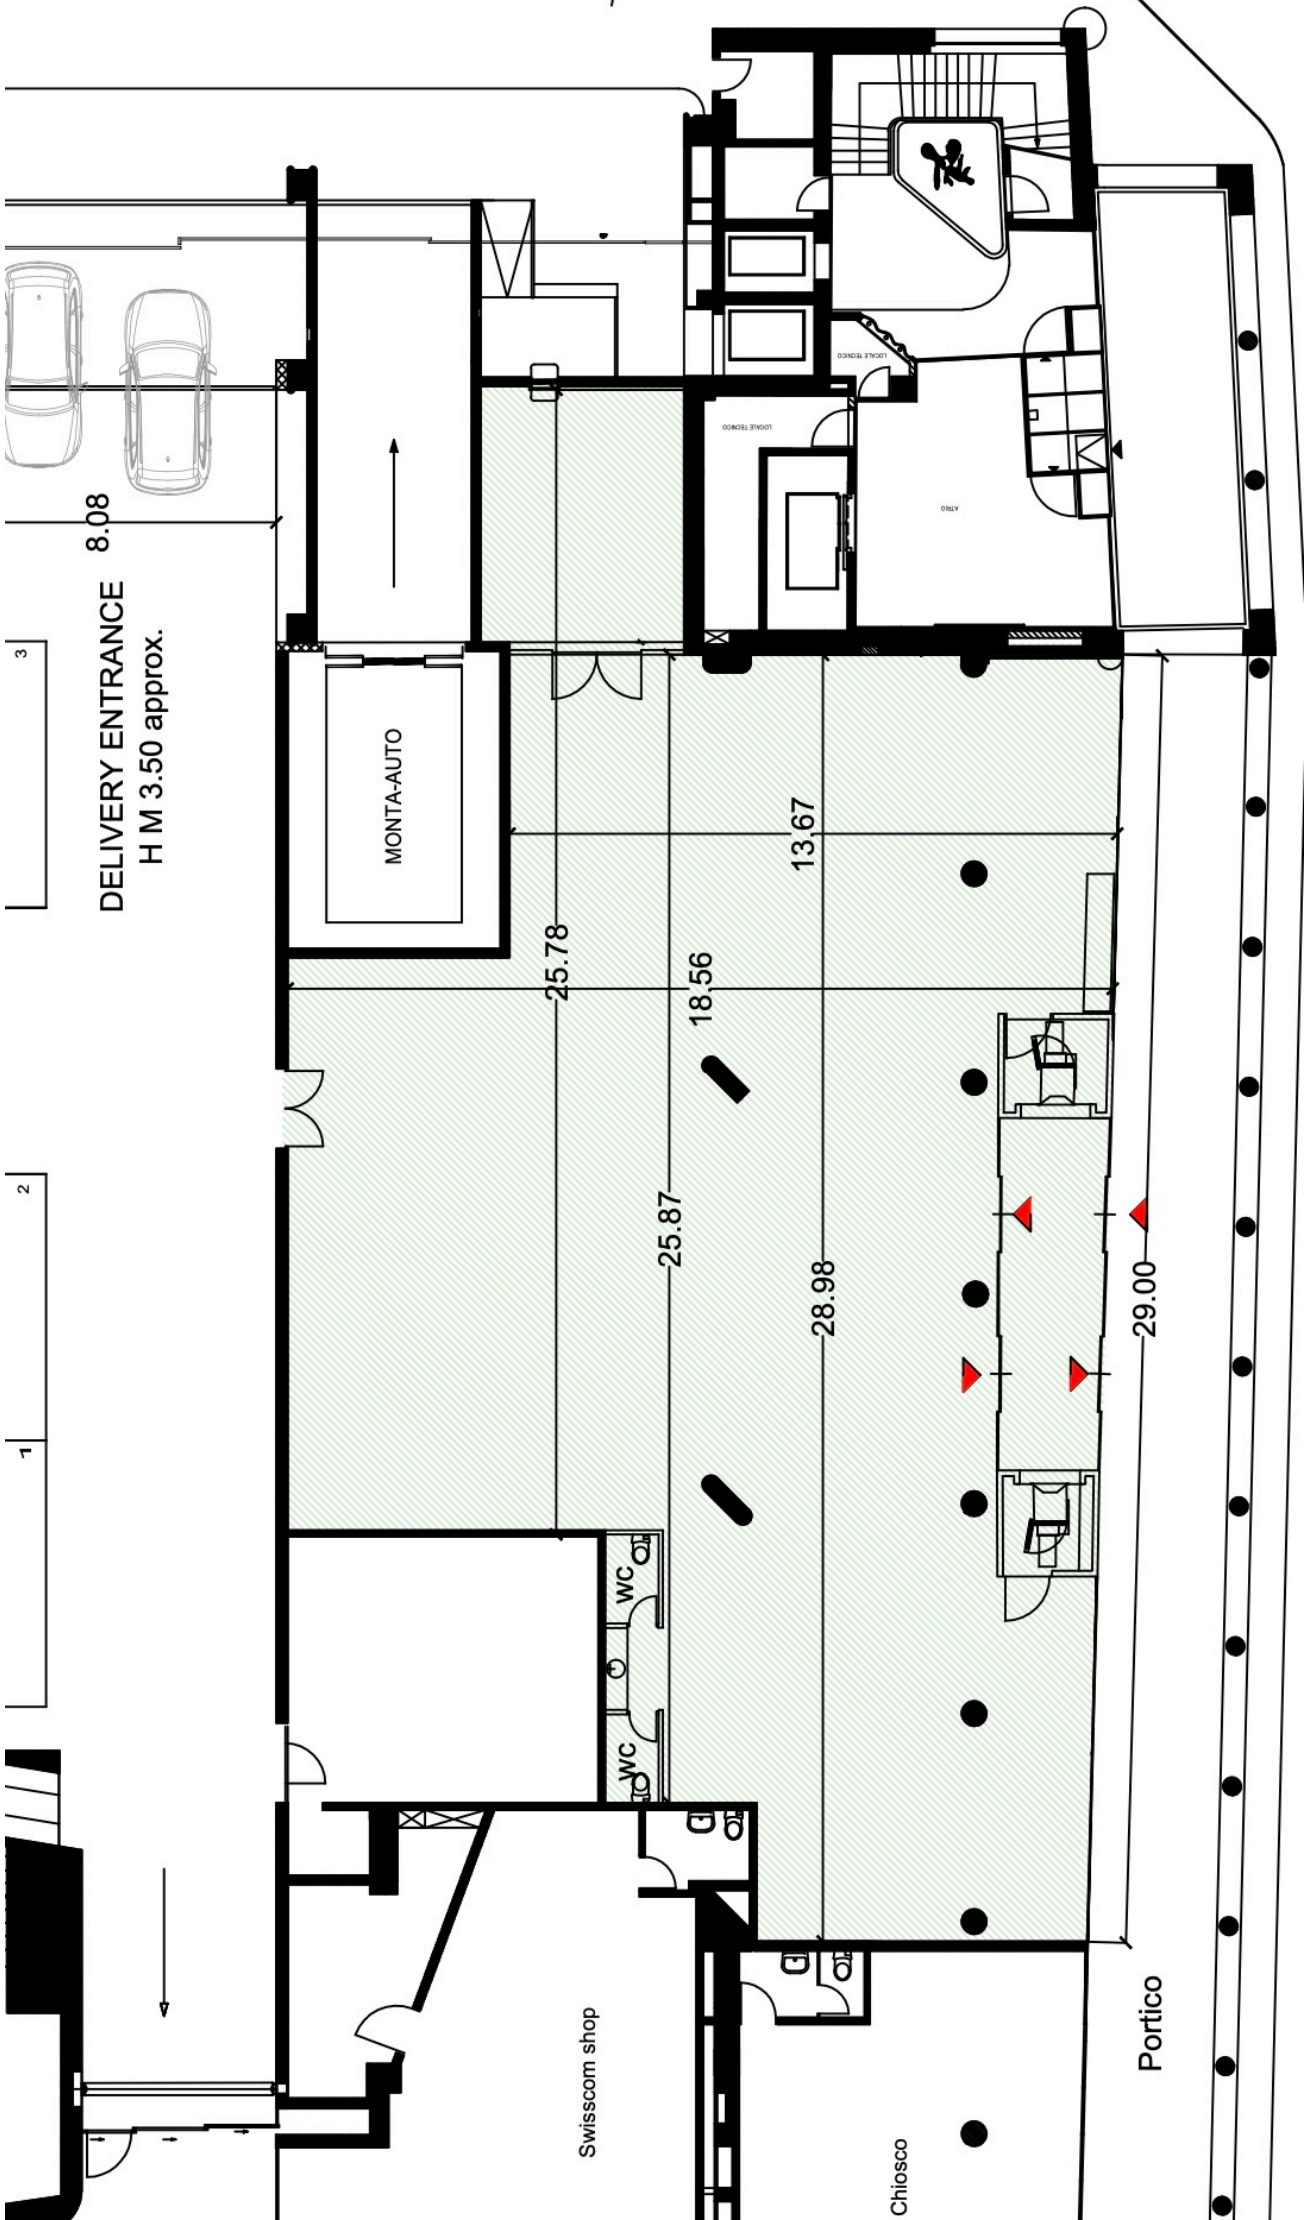 LOCALE TECNICO
LOCALE TECNICO
ATRIO
8.08
DELIVERY ENTRANCE
H M 3.50 approx.
3
MONTA-AUTO
13.67
25.78
18.56
2
25.87
28.98
29.00
1
WC
WC
Swisscom shop
Portico
Chiosco